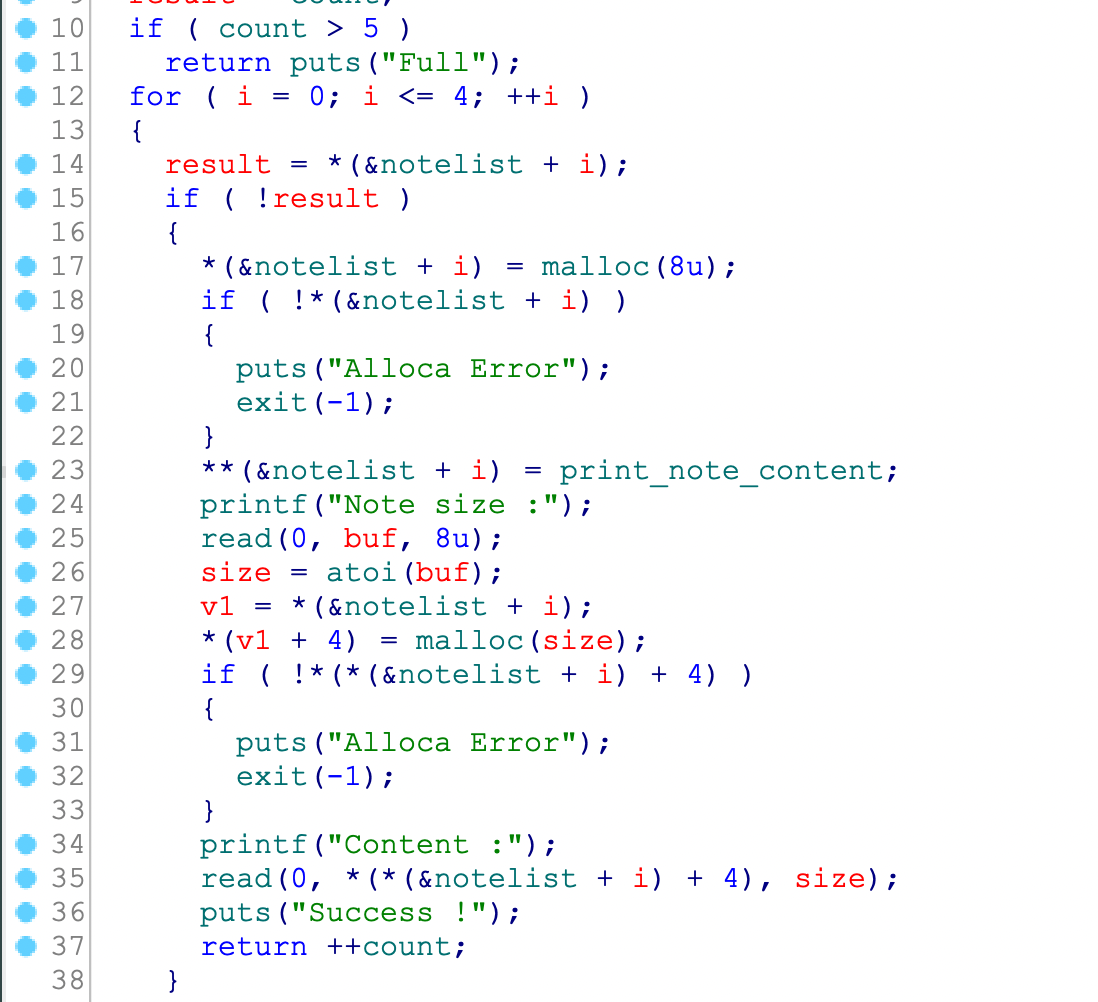 10 if ( count > 5 )
11 return puts("Full");
12 for ( i = 0; i <= 4; ++i )
13 {
14 result = *(&notelist + i);
15 if ( !result )
16 {
17 *(&notelist + i) = malloc(8u);
18 if ( !*(&notelist + i) )
19 {
20 puts("Alloca Error");
21 exit(-1);
22 }
23 **(&notelist + i) = print_note_content;
24 printf("Note size :");
25 read(0, buf, 8u);
26 size = atoi(buf);
27 v1 = *(&notelist + i);
28 *(v1 + 4) = malloc(size);
29 if ( !*(*(&notelist + i) + 4) )
30 {
31 puts("Alloca Error");
32 exit(-1);
33 }
34 printf("Content :");
35 read(0, *(*(&notelist + i) + 4), size);
36 puts("Success !");
37 return ++count;
38 }